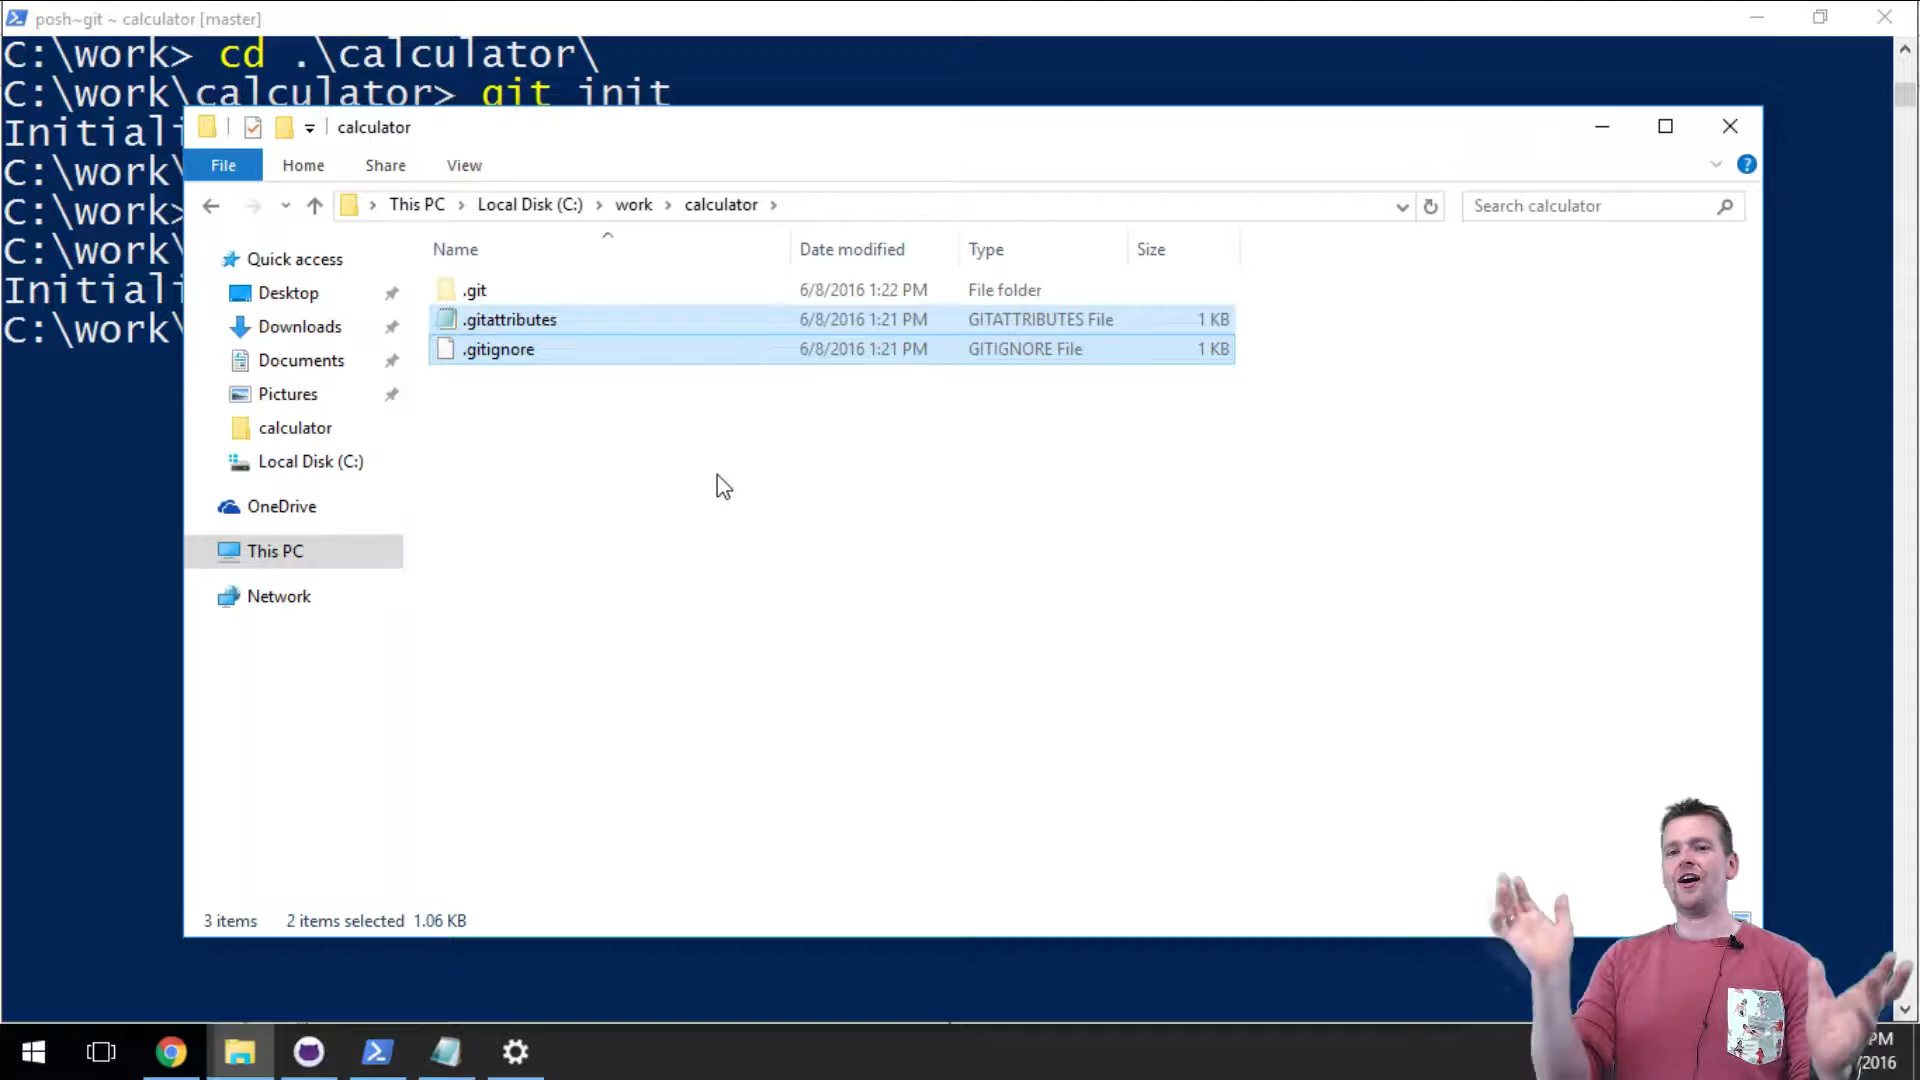 posh~git ~ calculator [master]
C:\work> cd .\calculator\
C:\work\calculator> git init
Initiali
C:\work\
C:\work>
C:\work\
Initiali
C:\work\
calculator
File Home Share View
This PC Local Disk (C:) work calculator
Search calculator
Name Date modified Type Size
Quick access
Desktop
Downloads
Documents
Pictures
calculator
Local Disk (C:)
OneDrive
This PC
Network
.git 6/8/2016 1:22 PM File folder
.gitattributes 6/8/2016 1:21 PM GITATTRIBUTES File 1 KB
.gitignore 6/8/2016 1:21 PM GITIGNORE File 1 KB
3 items 2 items selected 1.06 KB
PM
/2016